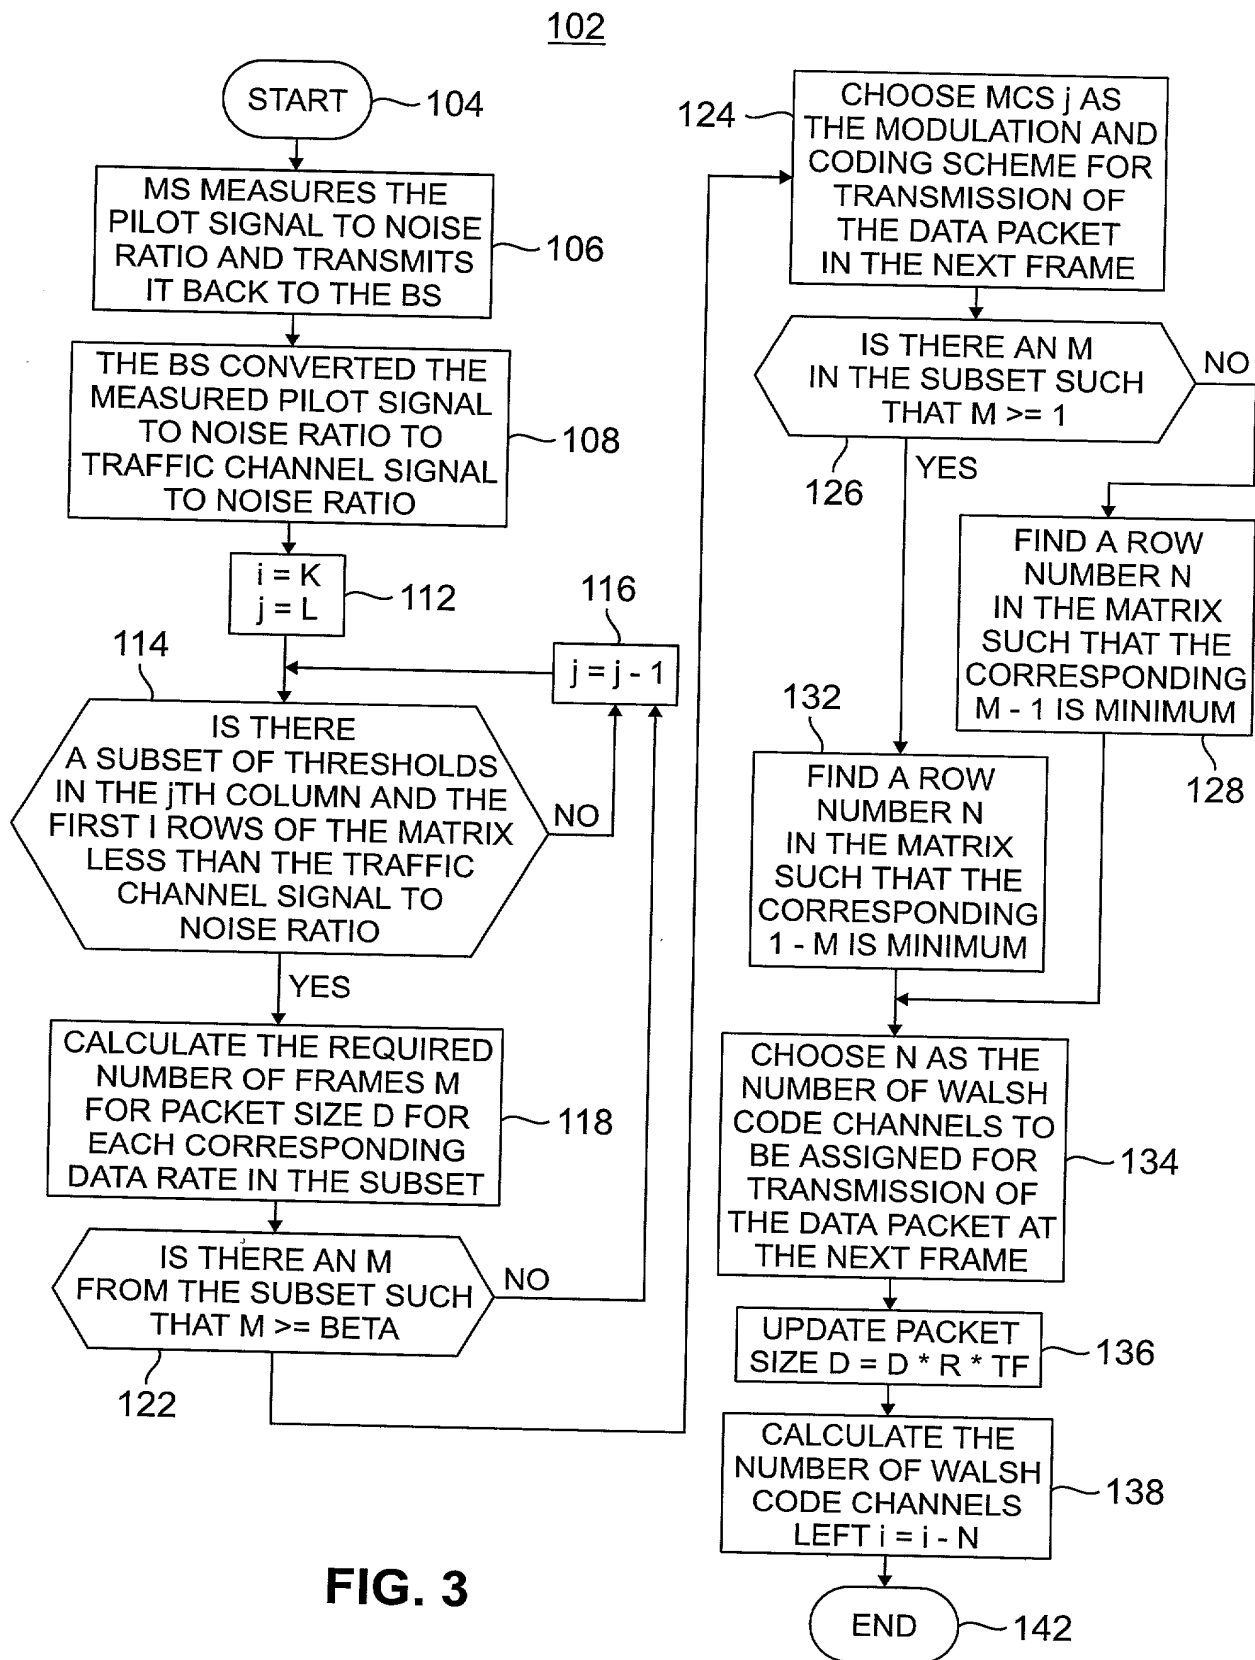 102
START
104
MS MEASURES THE
PILOT SIGNAL TO NOISE
RATIO AND TRANSMITS
IT BACK TO THE BS
106
THE BS CONVERTED THE
MEASURED PILOT SIGNAL
TO NOISE RATIO TO
TRAFFIC CHANNEL SIGNAL
TO NOISE RATIO
108
i = K
j = L
112
116
j = j - 1
114
IS THERE
A SUBSET OF THRESHOLDS
IN THE jTH COLUMN AND THE
FIRST I ROWS OF THE MATRIX
LESS THAN THE TRAFFIC
CHANNEL SIGNAL TO
NOISE RATIO
NO
YES
CALCULATE THE REQUIRED
NUMBER OF FRAMES M
FOR PACKET SIZE D FOR
EACH CORRESPONDING
DATA RATE IN THE SUBSET
118
IS THERE AN M
FROM THE SUBSET SUCH
THAT M >= BETA
NO
122
124
CHOOSE MCS j AS
THE MODULATION AND
CODING SCHEME FOR
TRANSMISSION OF
THE DATA PACKET
IN THE NEXT FRAME
IS THERE AN M
IN THE SUBSET SUCH
THAT M >= 1
NO
126
YES
FIND A ROW
NUMBER N
IN THE MATRIX
SUCH THAT THE
CORRESPONDING
M - 1 IS MINIMUM
128
132
FIND A ROW
NUMBER N
IN THE MATRIX
SUCH THAT THE
CORRESPONDING
1 - M IS MINIMUM
CHOOSE N AS THE
NUMBER OF WALSH
CODE CHANNELS TO
BE ASSIGNED FOR
TRANSMISSION OF
THE DATA PACKET AT
THE NEXT FRAME
134
UPDATE PACKET
SIZE D = D * R * TF
136
CALCULATE THE
NUMBER OF WALSH
CODE CHANNELS
LEFT i = i - N
138
END
142
FIG. 3